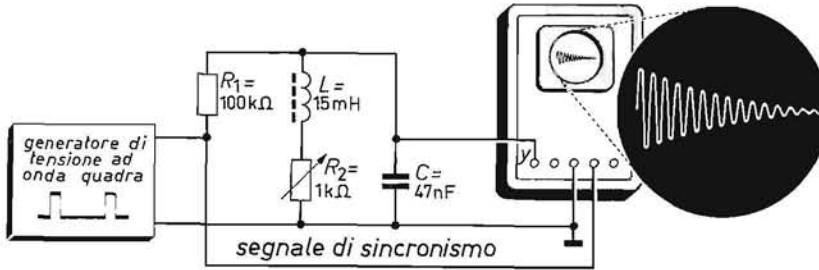 R₁=
100kΩ
L=
15mH
generatore di
tensione ad
onda quadra
R₂=
1kΩ
C=
47nF
y
segnale di sincronismo